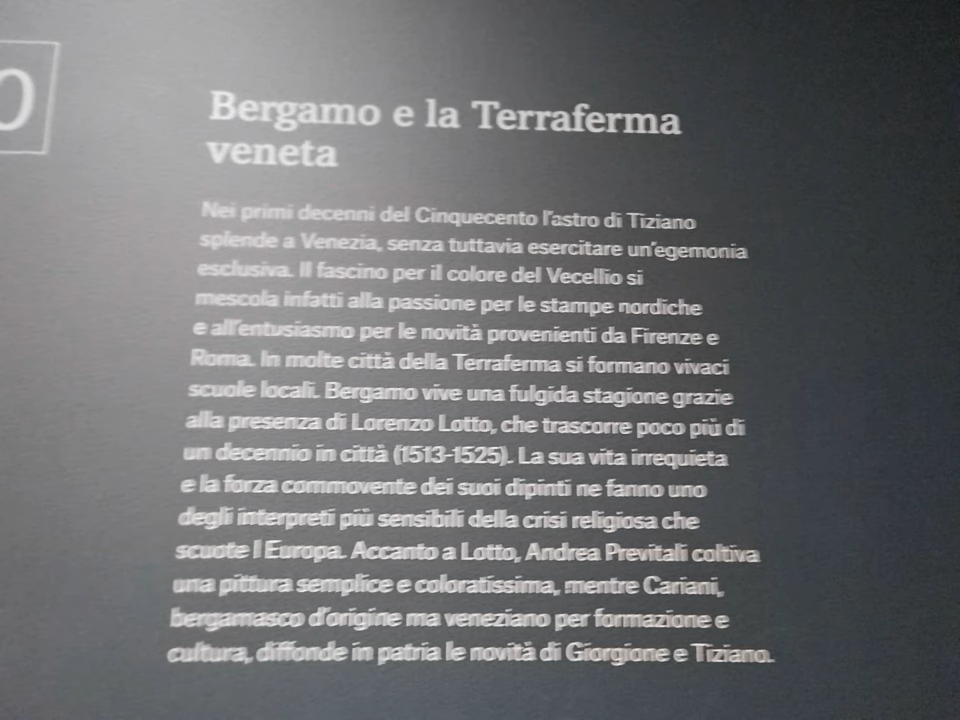 0
Bergamo e la Terraferma
veneta
Nei primi decenni del Cinquecento l'astro di Tiziano
splende a Venezia, senza tuttavia esercitare un'egemonia
esclusiva. Il fascino per il colore del Vecellio si
mescola infatti alla passione per le stampe nordiche
e all'entusiasmo per le novità provenienti da Firenze e
Roma. In molte città della Terraferma si formano vivaci
scuole locali. Bergamo vive una fulgida stagione grazie
alla presenza di Lorenzo Lotto, che trascorre poco più di
un decennio in città (1513-1525). La sua vita irrequieta
e la forza commovente dei suoi dipinti ne fanno uno
degli interpreti più sensibili della crisi religiosa che
scuote l'Europa. Accanto a Lotto, Andrea Previtali coltiva
una pittura semplice e coloratissima, mentre Cariani,
bergamasco d'origine ma veneziano per formazione e
cultura, diffonde in patria le novità di Giorgione e Tiziano.